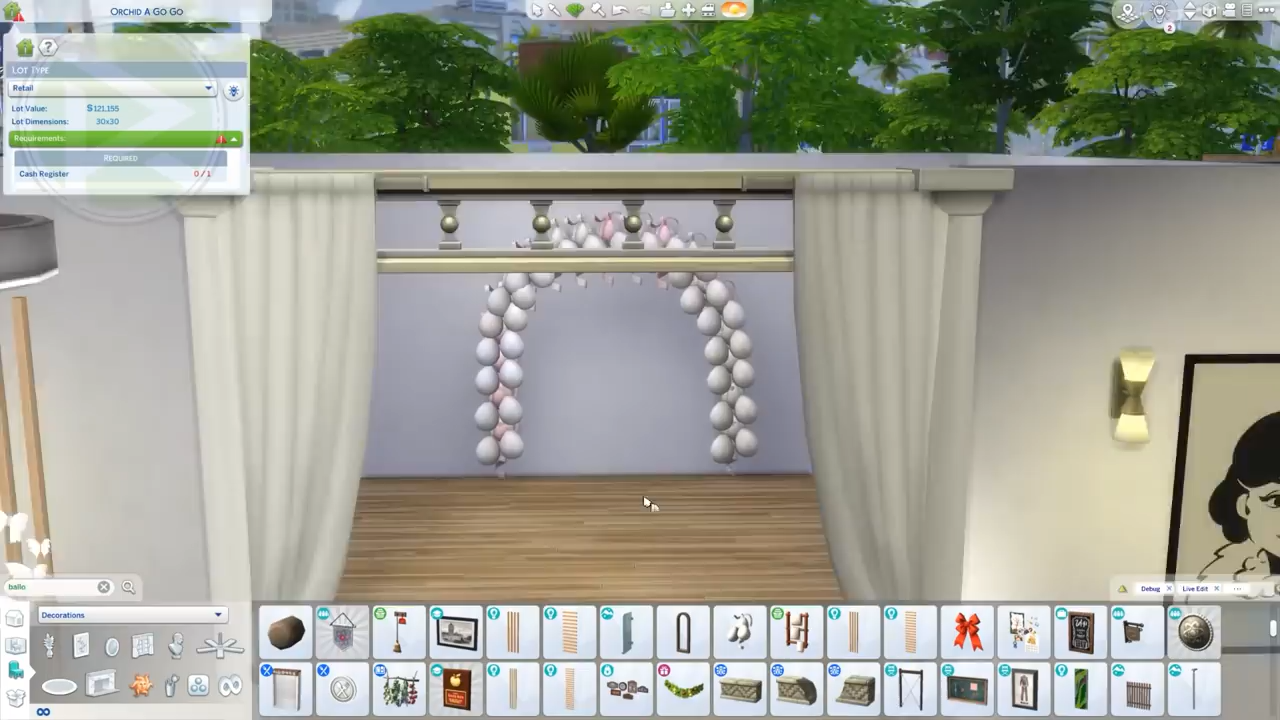 ORCHID A GO GO
LOT TYPE
Retail
Lot Value: §121,155
Lot Dimensions: 30x30
Requirements:
REQUIRED
Cash Register 0 / 1
2
ballo
Debug
Live Edit
Decorations